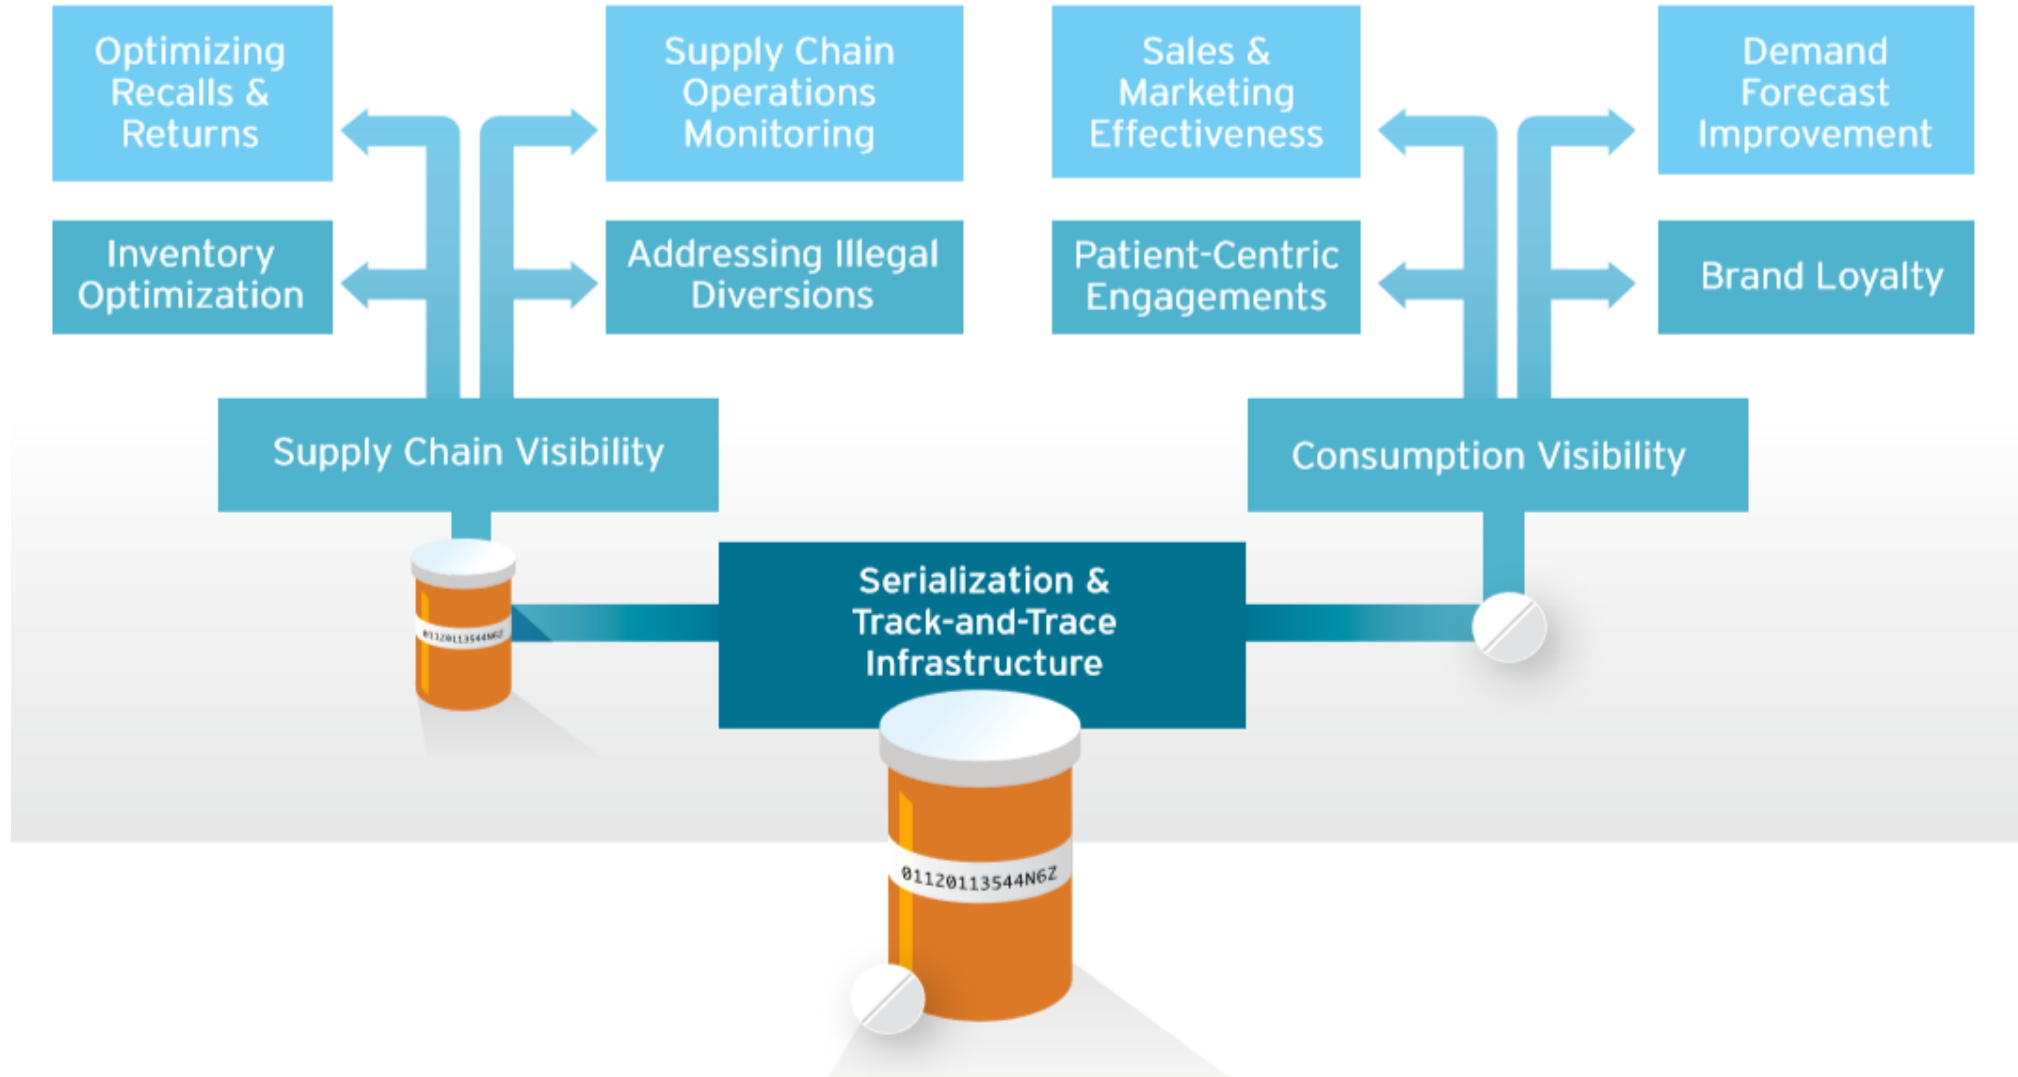 Optimizing
Recalls &
Returns
Supply Chain
Operations
Monitoring
Sales &
Marketing
Effectiveness
Demand
Forecast
Improvement
Inventory
Optimization
Addressing Illegal
Diversions
Patient-Centric
Engagements
Brand Loyalty
Supply Chain Visibility
Consumption Visibility
Serialization &
Track-and-Trace
Infrastructure
01120113544N6Z
01120113544N6Z